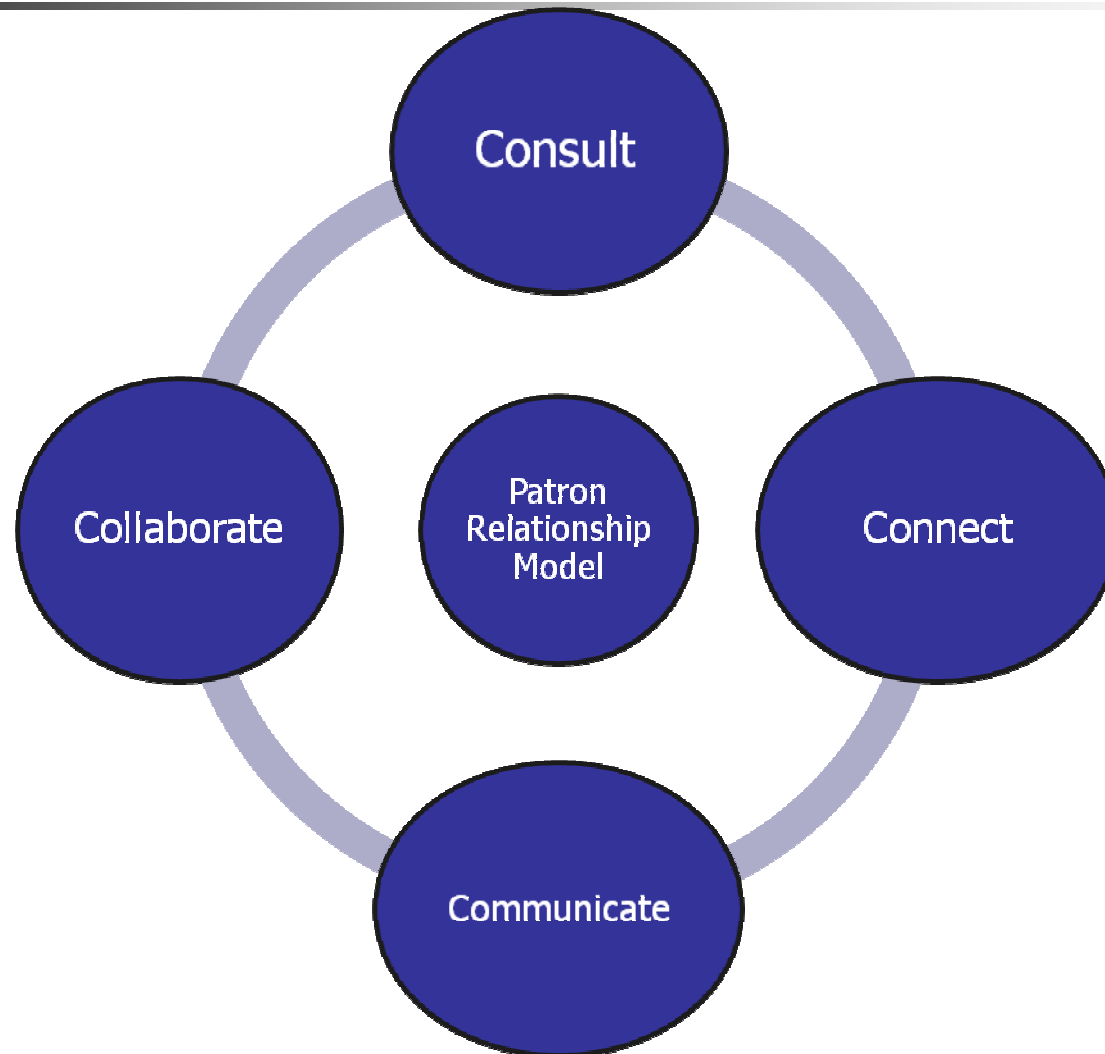 Consult
Collaborate
Patron
Relationship
Model
Connect
Communicate